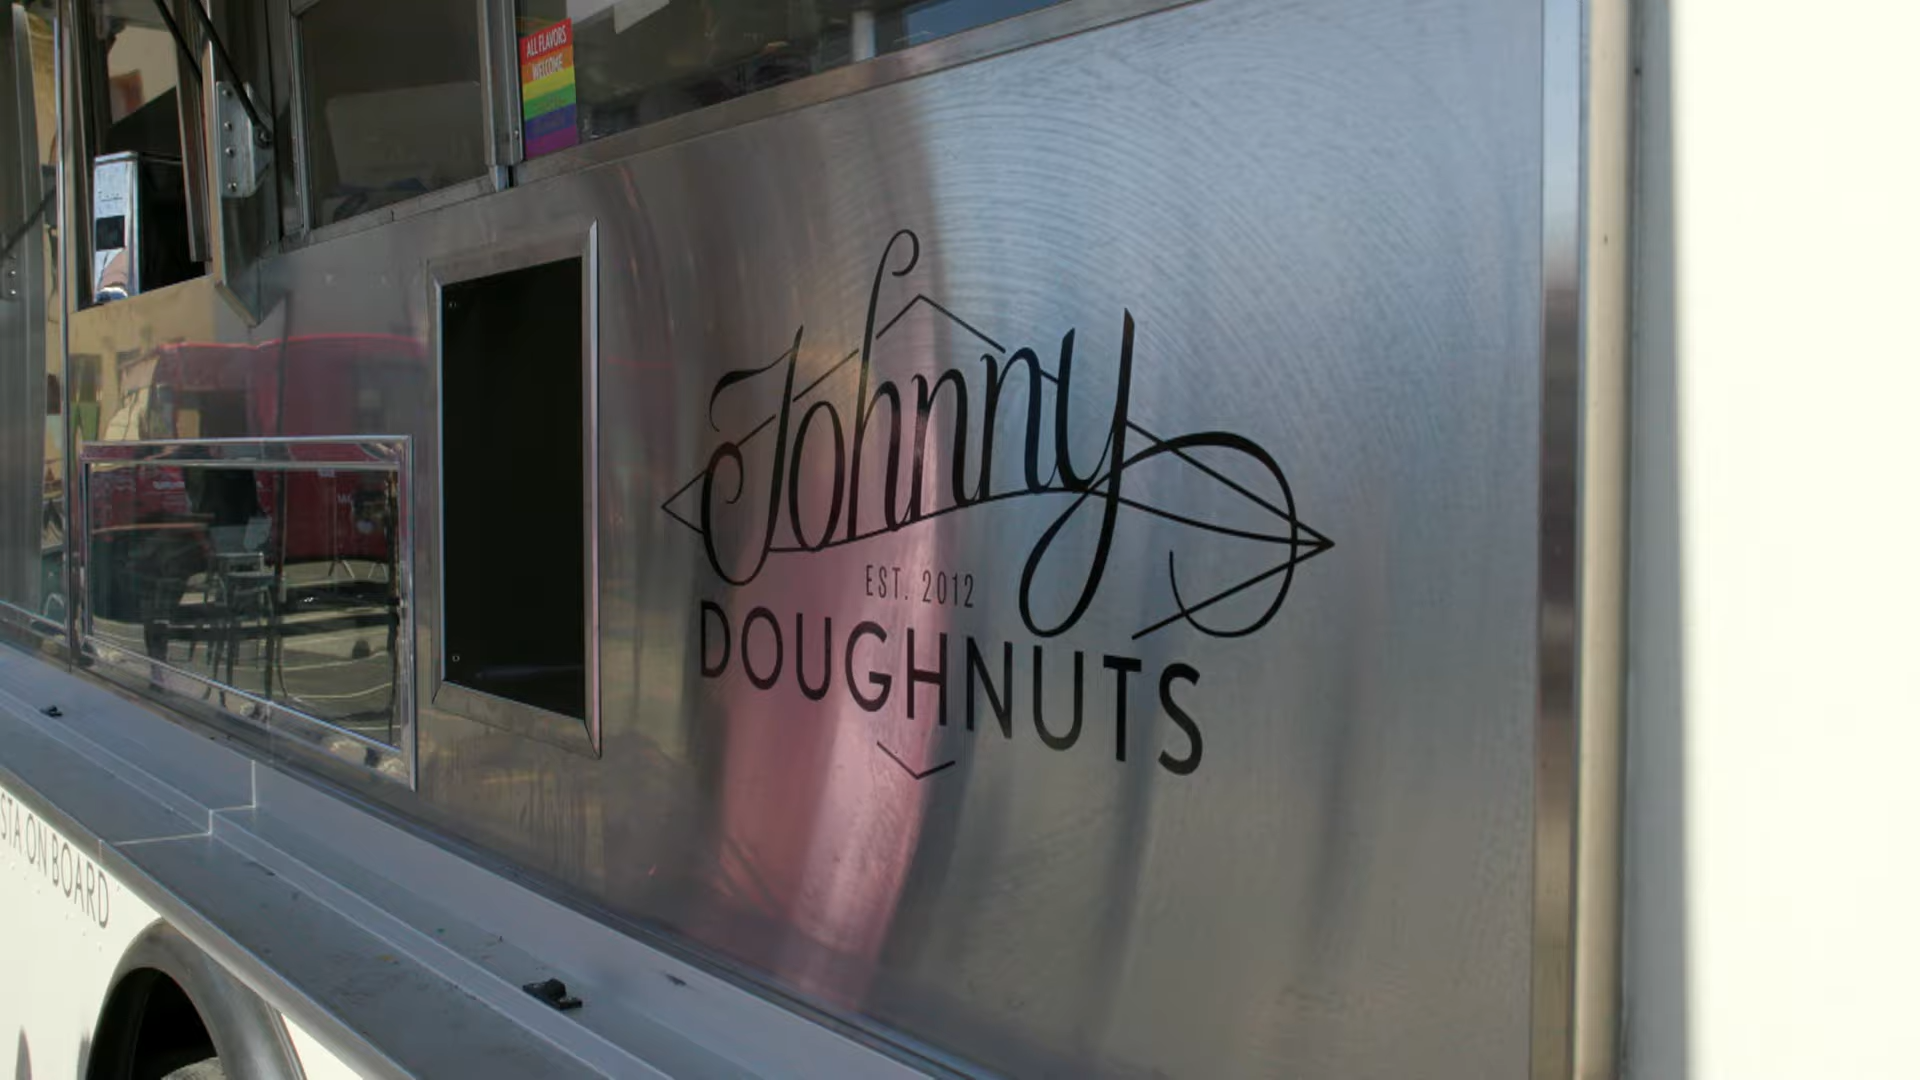 ALL FLAVORS
WELCOME
Johnny
EST. 2012
DOUGHNUTS
STA ON BOARD